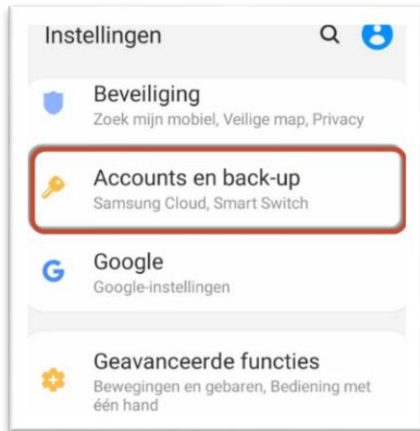 Instellingen
Beveiliging
Zoek mijn mobiel, Veilige map, Privacy
Accounts en back-up
Samsung Cloud, Smart Switch
Google
Google-instellingen
Geavanceerde functies
Bewegingen en gebaren, Bediening met
één hand